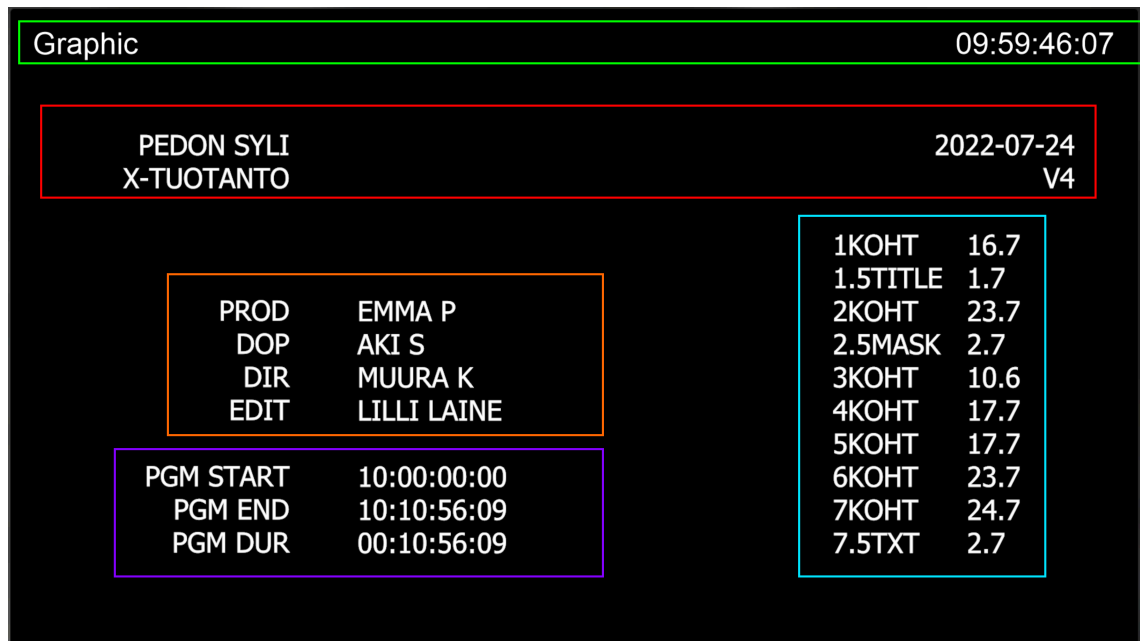 Graphic 09:59:46:07
PEDON SYLI 2022-07-24
X-TUOTANTO V4
PROD EMMA P
DOP AKI S
DIR MUURA K
EDIT LILLI LAINE
PGM START 10:00:00:00
PGM END 10:10:56:09
PGM DUR 00:10:56:09
1KOHT 16.7
1.5TITLE 1.7
2KOHT 23.7
2.5MASK 2.7
3KOHT 10.6
4KOHT 17.7
5KOHT 17.7
6KOHT 23.7
7KOHT 24.7
7.5TXT 2.7